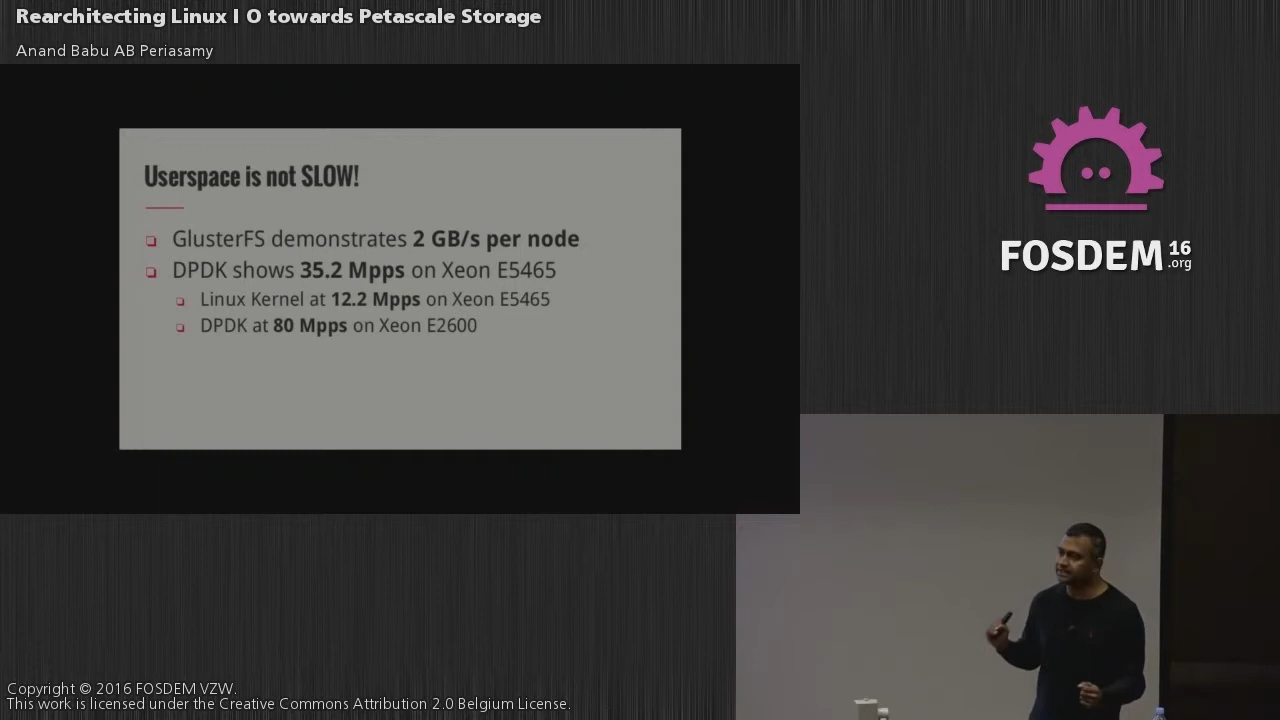 Rearchitecting Linux I O towards Petascale Storage
Anand Babu AB Periasamy
Userspace is not SLOW!
GlusterFS demonstrates 2 GB/s per node
DPDK shows 35.2 Mpps on Xeon E5465
Linux Kernel at 12.2 Mpps on Xeon E5465
DPDK at 80 Mpps on Xeon E2600
FOSDEM 16 .org
Copyright © 2016 FOSDEM VZW.
This work is licensed under the Creative Commons Attribution 2.0 Belgium License.